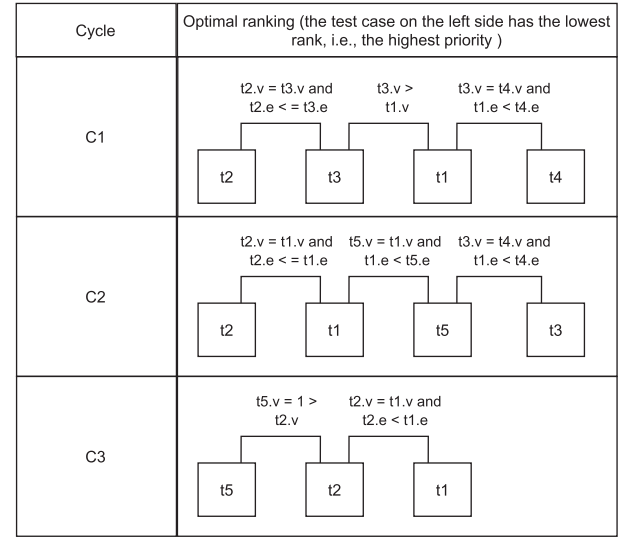 Cycle
Optimal ranking (the test case on the left side has the lowest
rank, i.e., the highest priority )
C1
t2.v = t3.v and
t2.e < = t3.e
t3.v >
t1.v
t3.v = t4.v and
t1.e < t4.e
t2
t3
t1
t4
C2
t2.v = t1.v and
t2.e < = t1.e
t5.v = t1.v and
t1.e < t5.e
t3.v = t4.v and
t1.e < t4.e
t2
t1
t5
t3
C3
t5.v = 1 >
t2.v
t2.v = t1.v and
t2.e < t1.e
t5
t2
t1